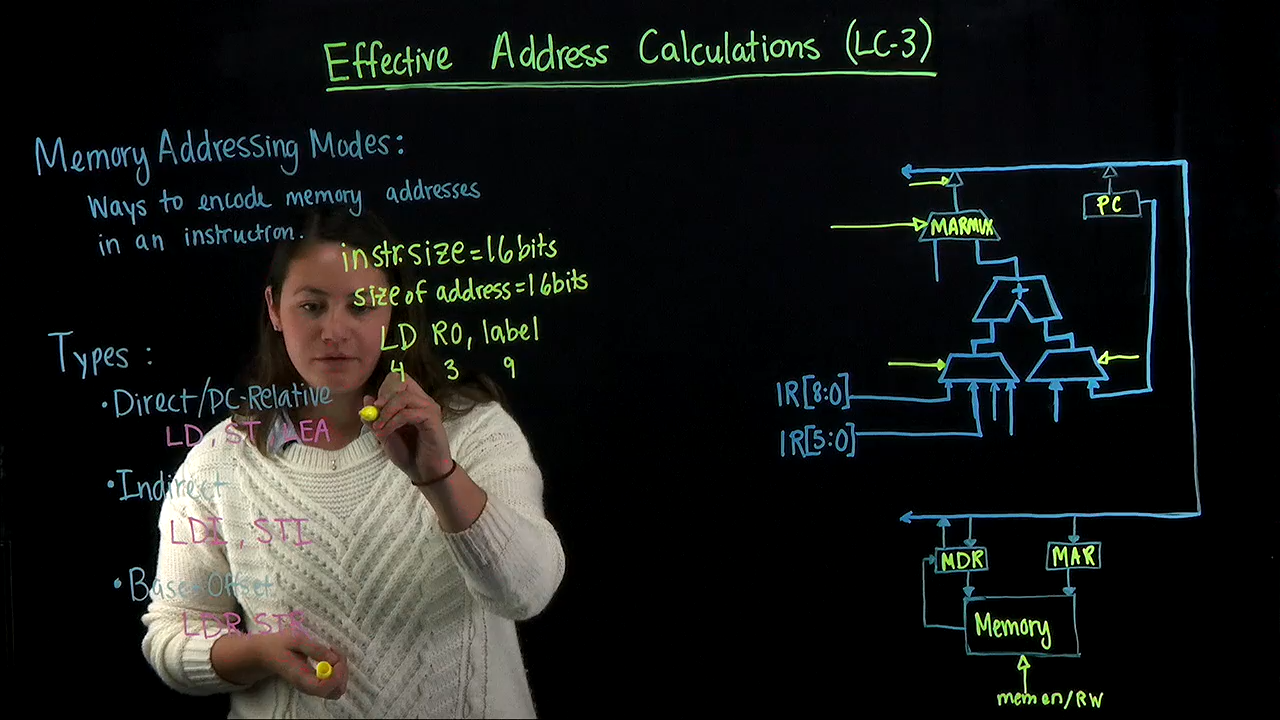 Effective Address Calculations (LC-3)
Memory Addressing Modes:
Ways to encode memory addresses
in an instruction.
instr. size = 16 bits
size of address = 16 bits
LD R0, label
4 3 9
Types:
• Direct/PC-Relative
LD, ST, LEA
• Indirect
LDI, STI
• Base+Offset
LDR, STR
PC
MARMUX
+
IR[8:0]
IR[5:0]
MDR
MAR
Memory
mem en/RW